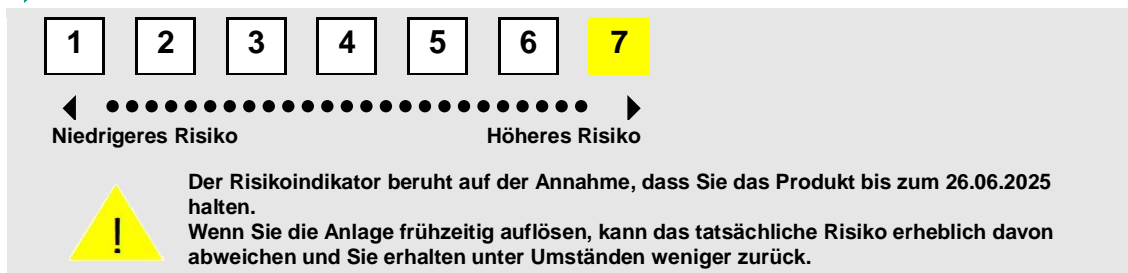 1 2 3 4 5 6 7
Niedrigeres Risiko Höheres Risiko
! Der Risikoindikator beruht auf der Annahme, dass Sie das Produkt bis zum 26.06.2025
halten.
Wenn Sie die Anlage frühzeitig auflösen, kann das tatsächliche Risiko erheblich davon
abweichen und Sie erhalten unter Umständen weniger zurück.